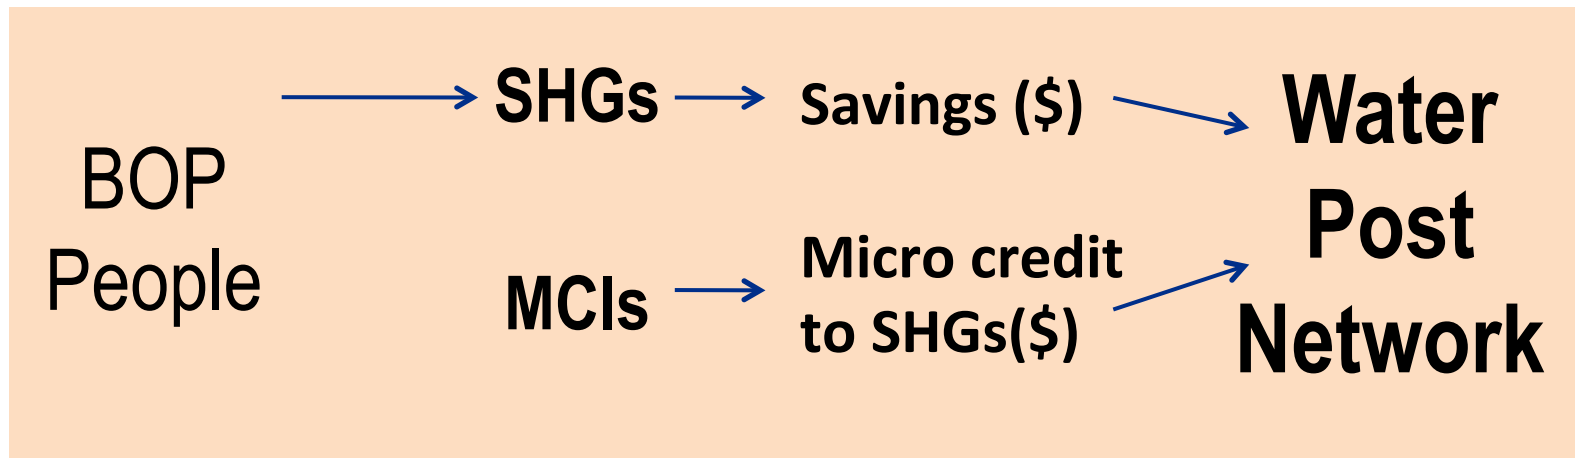 BOP
People
SHGs
Savings ($)
MCIs
Micro credit
to SHGs($)
Water
Post
Network